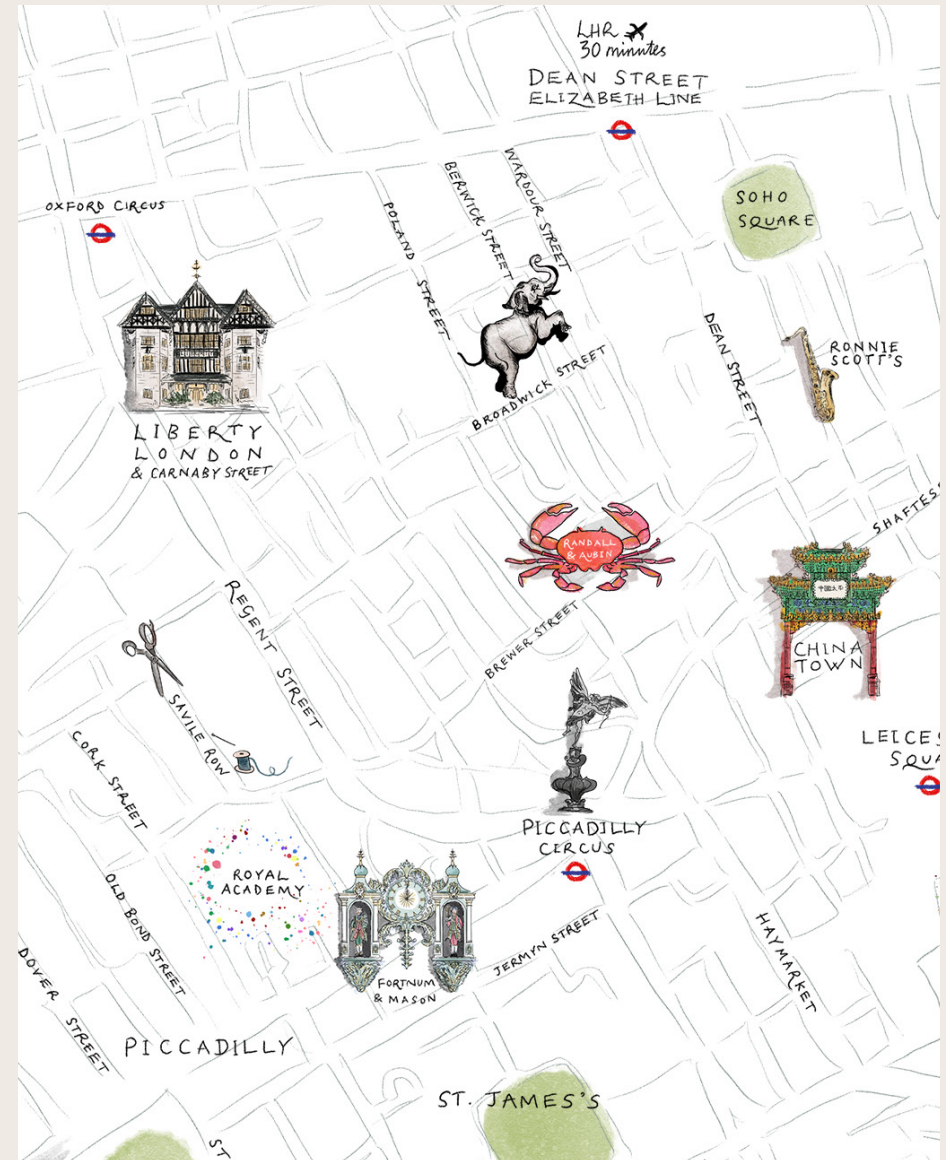 LHR
30 minutes
DEAN STREET
ELIZABETH LINE
OXFORD CIRCUS
POLAND STREET
BERWICK STREET
WARDOUR STREET
SOHO
SQUARE
DEAN STREET
RONNIE
SCOTT'S
BROADWICK STREET
LIBERTY
LONDON
& CARNABY STREET
SHAFTES
RANDALL
& AUBIN
CHINA
TOWN
BREWER STREET
REGENT STREET
SAVILE ROW
CORK STREET
LEICES
SQUA
PICCADILLY
CIRCUS
ROYAL
ACADEMY
OLD BOND STREET
FORTNUM
& MASON
JERMYN STREET
HAYMARKET
DOVER STREET
PICCADILLY
ST. JAMES'S
ST